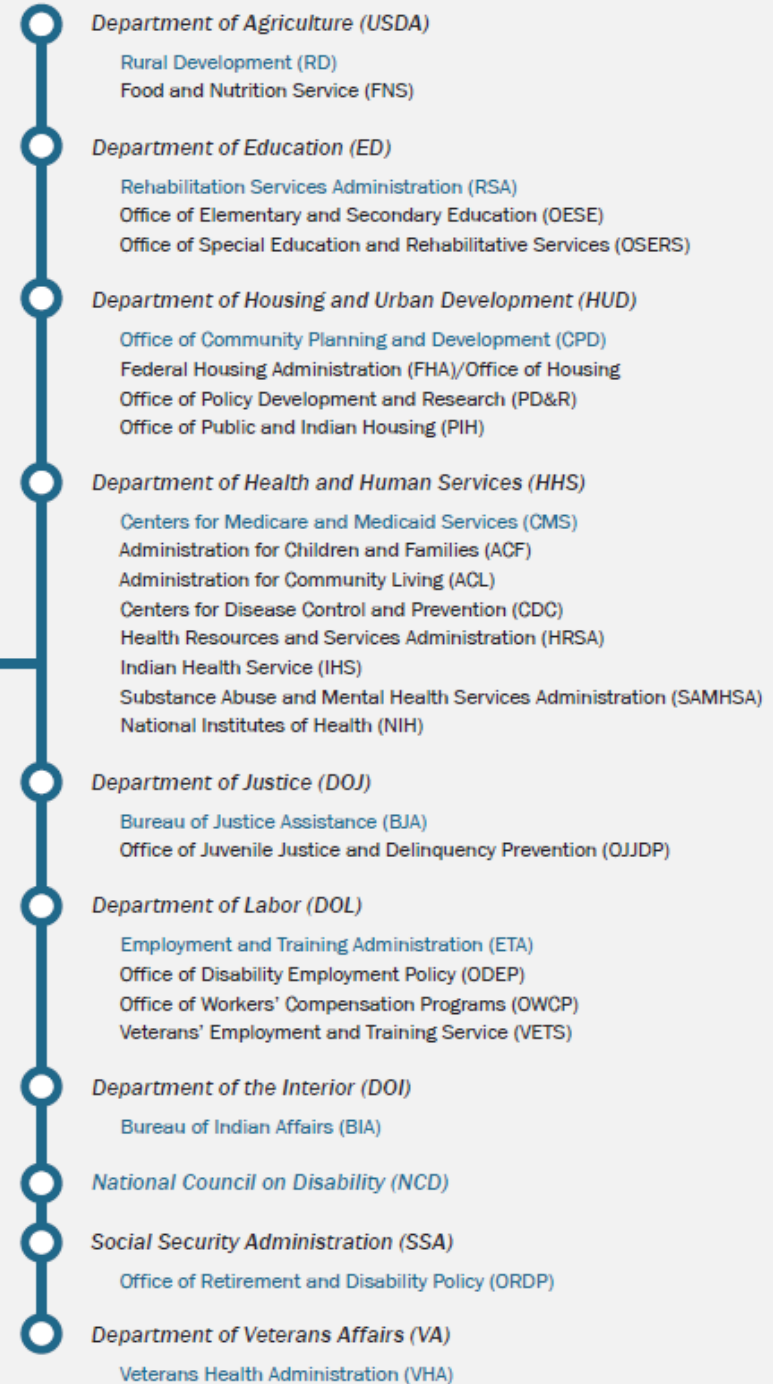 Department of Agriculture (USDA)
Rural Development (RD)
Food and Nutrition Service (FNS)
Department of Education (ED)
Rehabilitation Services Administration (RSA)
Office of Elementary and Secondary Education (OESE)
Office of Special Education and Rehabilitative Services (OSERS)
Department of Housing and Urban Development (HUD)
Office of Community Planning and Development (CPD)
Federal Housing Administration (FHA)/Office of Housing
Office of Policy Development and Research (PD&R)
Office of Public and Indian Housing (PIH)
Department of Health and Human Services (HHS)
Centers for Medicare and Medicaid Services (CMS)
Administration for Children and Families (ACF)
Administration for Community Living (ACL)
Centers for Disease Control and Prevention (CDC)
Health Resources and Services Administration (HRSA)
Indian Health Service (IHS)
Substance Abuse and Mental Health Services Administration (SAMHSA)
National Institutes of Health (NIH)
Department of Justice (DOJ)
Bureau of Justice Assistance (BJA)
Office of Juvenile Justice and Delinquency Prevention (OJJDP)
Department of Labor (DOL)
Employment and Training Administration (ETA)
Office of Disability Employment Policy (ODEP)
Office of Workers' Compensation Programs (OWCP)
Veterans' Employment and Training Service (VETS)
Department of the Interior (DOI)
Bureau of Indian Affairs (BIA)
National Council on Disability (NCD)
Social Security Administration (SSA)
Office of Retirement and Disability Policy (ORDP)
Department of Veterans Affairs (VA)
Veterans Health Administration (VHA)